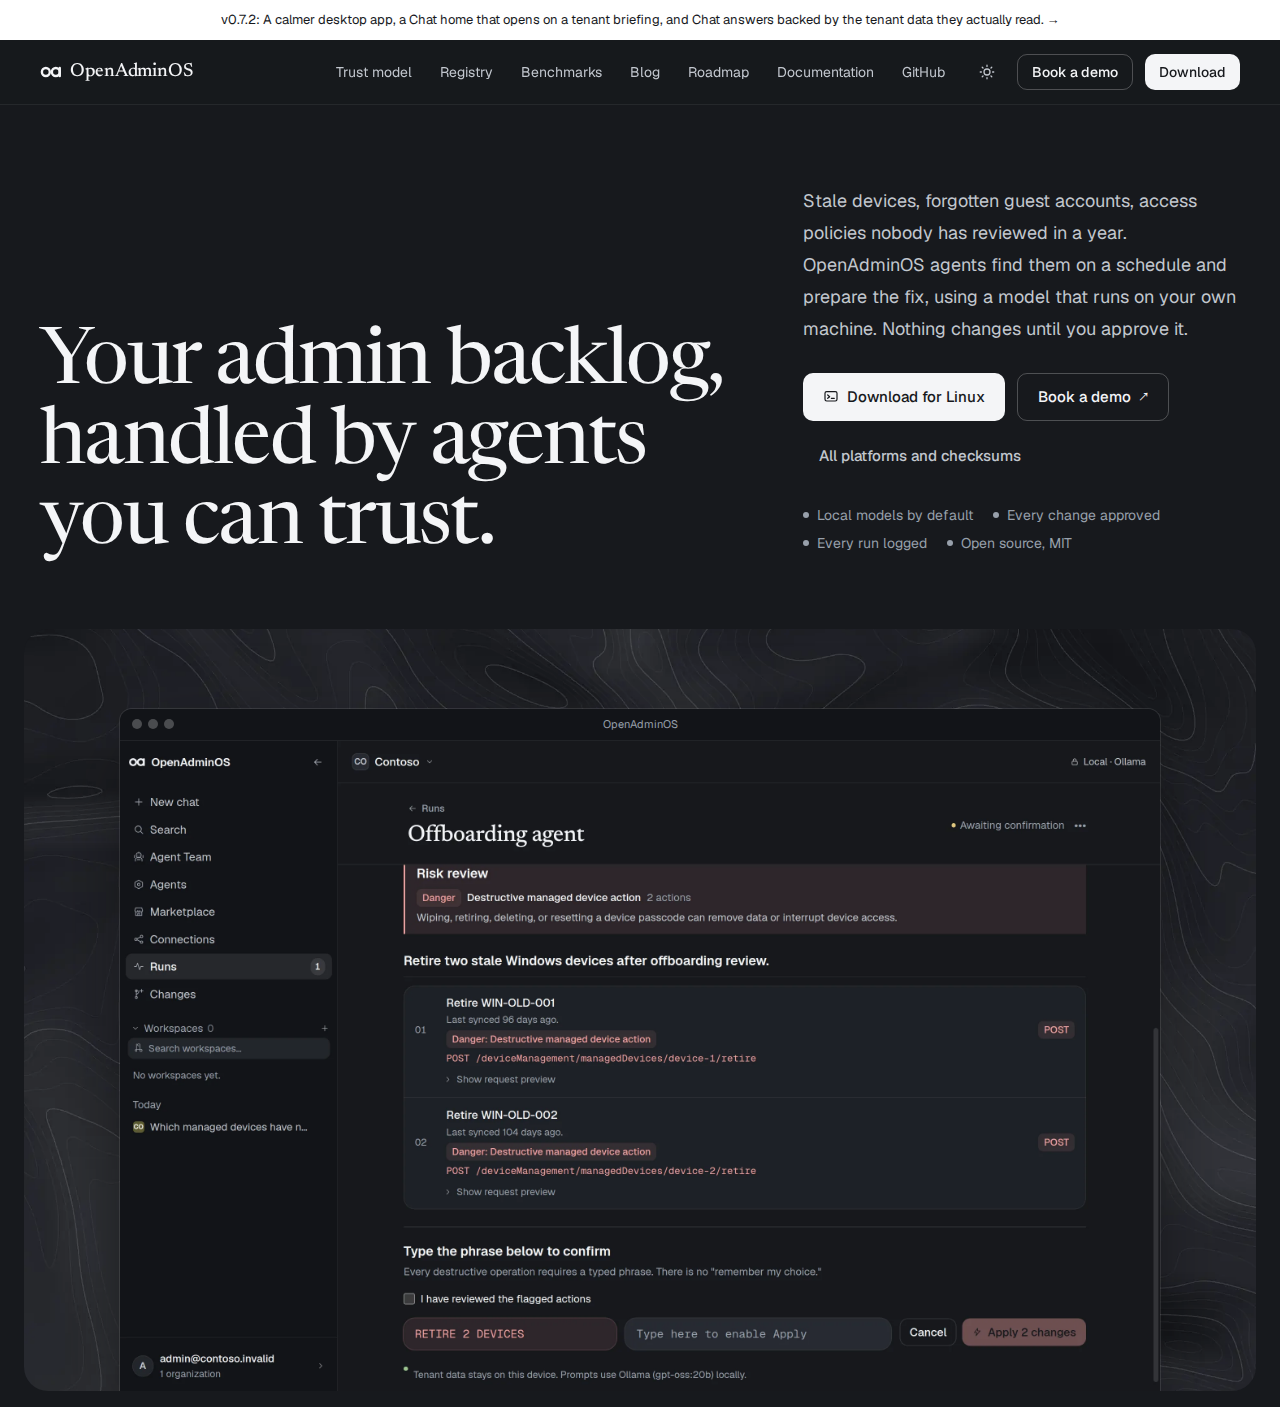 v0.7.2: A calmer desktop app, a Chat home that opens on a tenant briefing, and Chat answers backed by the tenant data they actually read. →
OpenAdminOS
Trust model
Registry
Benchmarks
Blog
Roadmap
Documentation
GitHub
Book a demo
Download
Your admin backlog,
handled by agents
you can trust.
Stale devices, forgotten guest accounts, access
policies nobody has reviewed in a year.
OpenAdminOS agents find them on a schedule and
prepare the fix, using a model that runs on your own
machine. Nothing changes until you approve it.
Download for Linux
Book a demo ↗
All platforms and checksums
Local models by default
Every change approved
Every run logged
Open source, MIT
OpenAdminOS
OpenAdminOS
New chat
Search
Agent Team
Agents
Marketplace
Connections
Runs
1
Changes
Workspaces 0
Search workspaces...
No workspaces yet.
Today
CO Which managed devices have n...
A
admin@contoso.invalid
1 organization
CO Contoso
Local · Ollama
← Runs
Offboarding agent
Awaiting confirmation
Risk review
Danger Destructive managed device action 2 actions
Wiping, retiring, deleting, or resetting a device passcode can remove data or interrupt device access.
Retire two stale Windows devices after offboarding review.
01
Retire WIN-OLD-001
Last synced 96 days ago.
Danger: Destructive managed device action
POST /deviceManagement/managedDevices/device-1/retire
Show request preview
POST
02
Retire WIN-OLD-002
Last synced 104 days ago.
Danger: Destructive managed device action
POST /deviceManagement/managedDevices/device-2/retire
Show request preview
POST
Type the phrase below to confirm
Every destructive operation requires a typed phrase. There is no "remember my choice."
I have reviewed the flagged actions
RETIRE 2 DEVICES
Type here to enable Apply
Cancel
Apply 2 changes
Tenant data stays on this device. Prompts use Ollama (gpt-oss:20b) locally.